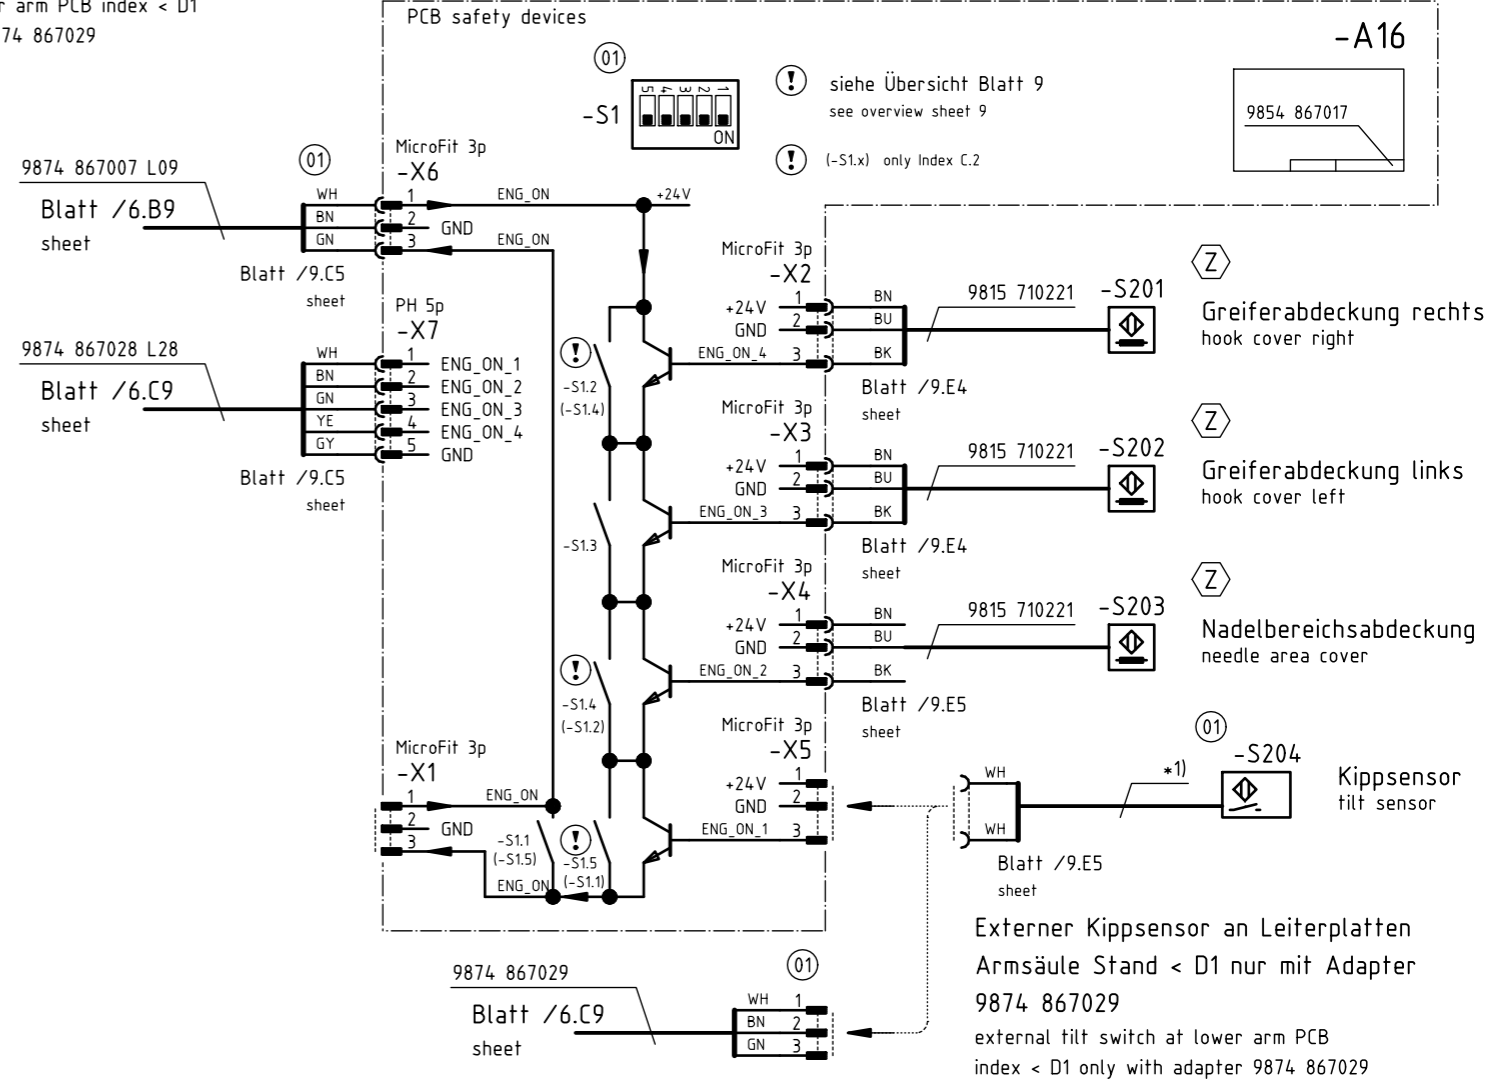 r arm PCB index < D1
74 867029
PCB safety devices
-A16
9854 867017
01
-S1
5 4 3 2 1
ON
! siehe Übersicht Blatt 9
see overview sheet 9
! (-S1.x) only Index C.2
9874 867007 L09
Blatt /6.B9
sheet
01
MicroFit 3p
-X6
WH 1 ENG_ON
BN 2 GND
GN 3 ENG_ON
+24V
Blatt /9.C5
sheet
PH 5p
-X7
9874 867028 L28
Blatt /6.C9
sheet
WH 1 ENG_ON_1
BN 2 ENG_ON_2
GN 3 ENG_ON_3
YE 4 ENG_ON_4
GY 5 GND
Blatt /9.C5
sheet
!
-S1.2
(-S1.4)
-S1.3
!
-S1.4
(-S1.2)
MicroFit 3p
-X2
+24V 1 BN
GND 2 BU
ENG_ON_4 3 BK
9815 710221
-S201
Z
Greiferabdeckung rechts
hook cover right
Blatt /9.E4
sheet
MicroFit 3p
-X3
+24V 1 BN
GND 2 BU
ENG_ON_3 3 BK
9815 710221
-S202
Z
Greiferabdeckung links
hook cover left
Blatt /9.E4
sheet
MicroFit 3p
-X4
+24V 1 BN
GND 2 BU
ENG_ON_2 3 BK
9815 710221
-S203
Z
Nadelbereichsabdeckung
needle area cover
Blatt /9.E5
sheet
MicroFit 3p
-X5
+24V 1
GND 2
ENG_ON_1 3
WH
WH
*1)
01
-S204
Kippsensor
tilt sensor
Blatt /9.E5
sheet
MicroFit 3p
-X1
1 ENG_ON
2 GND
3
ENG_ON
-S1.1
(-S1.5)
!
-S1.5
(-S1.1)
9874 867029
Blatt /6.C9
sheet
01
WH 1
BN 2
GN 3
Externer Kippsensor an Leiterplatten
Armsäule Stand < D1 nur mit Adapter
9874 867029
external tilt switch at lower arm PCB
index < D1 only with adapter 9874 867029